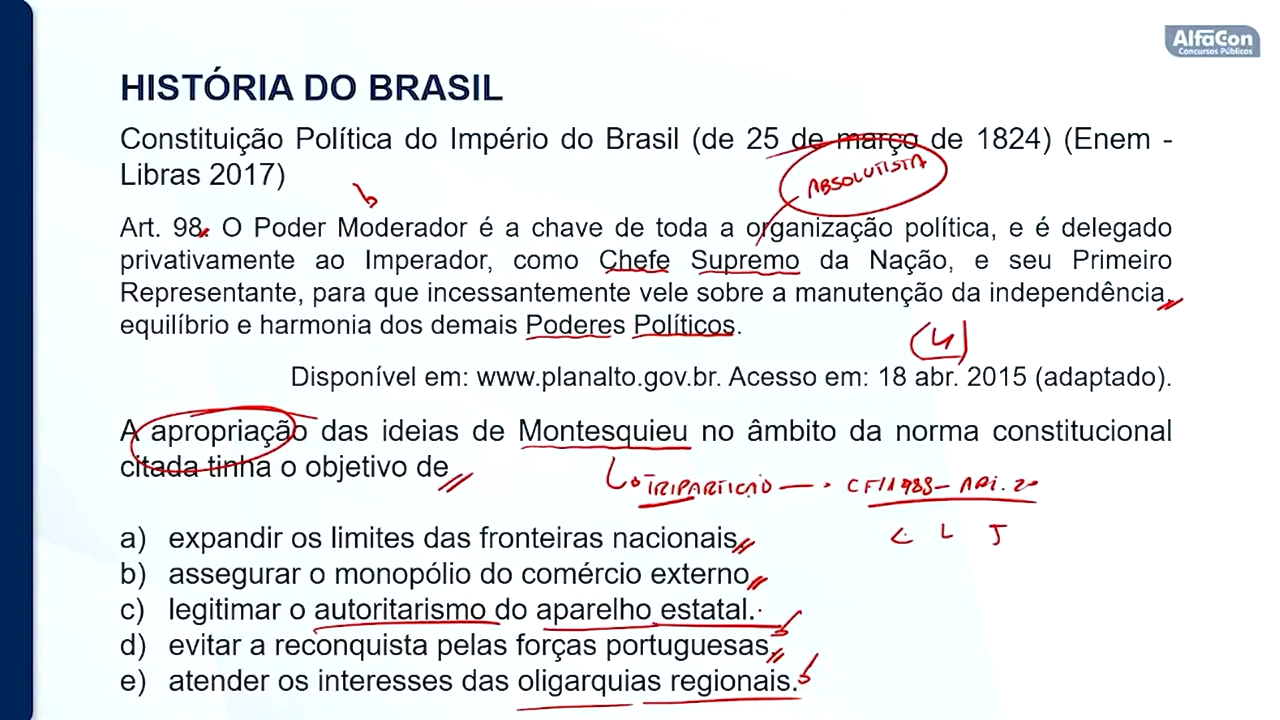 AlfaCon
Concursos Públicos
HISTÓRIA DO BRASIL
Constituição Política do Império do Brasil (de 25 de março de 1824) (Enem -
Libras 2017)
ABSOLUTISTA
Art. 98. O Poder Moderador é a chave de toda a organização política, e é delegado
privativamente ao Imperador, como Chefe Supremo da Nação, e seu Primeiro
Representante, para que incessantemente vele sobre a manutenção da independência,
equilíbrio e harmonia dos demais Poderes Políticos.
(4)
Disponível em: www.planalto.gov.br. Acesso em: 18 abr. 2015 (adaptado).
A apropriação das ideias de Montesquieu no âmbito da norma constitucional
citada tinha o objetivo de
TRIPARTIÇÃO — CF/1988 — ART. 2º
L J
a) expandir os limites das fronteiras nacionais.
b) assegurar o monopólio do comércio externo.
c) legitimar o autoritarismo do aparelho estatal.
d) evitar a reconquista pelas forças portuguesas.
e) atender os interesses das oligarquias regionais.